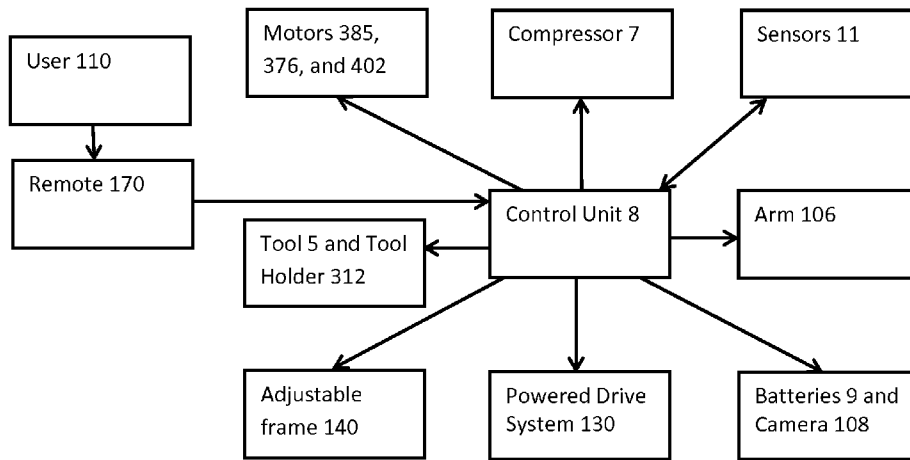 User 110
Motors 385,
376, and 402
Compressor 7
Sensors 11
Remote 170
Control Unit 8
Arm 106
Tool 5 and Tool
Holder 312
Adjustable
frame 140
Powered Drive
System 130
Batteries 9 and
Camera 108